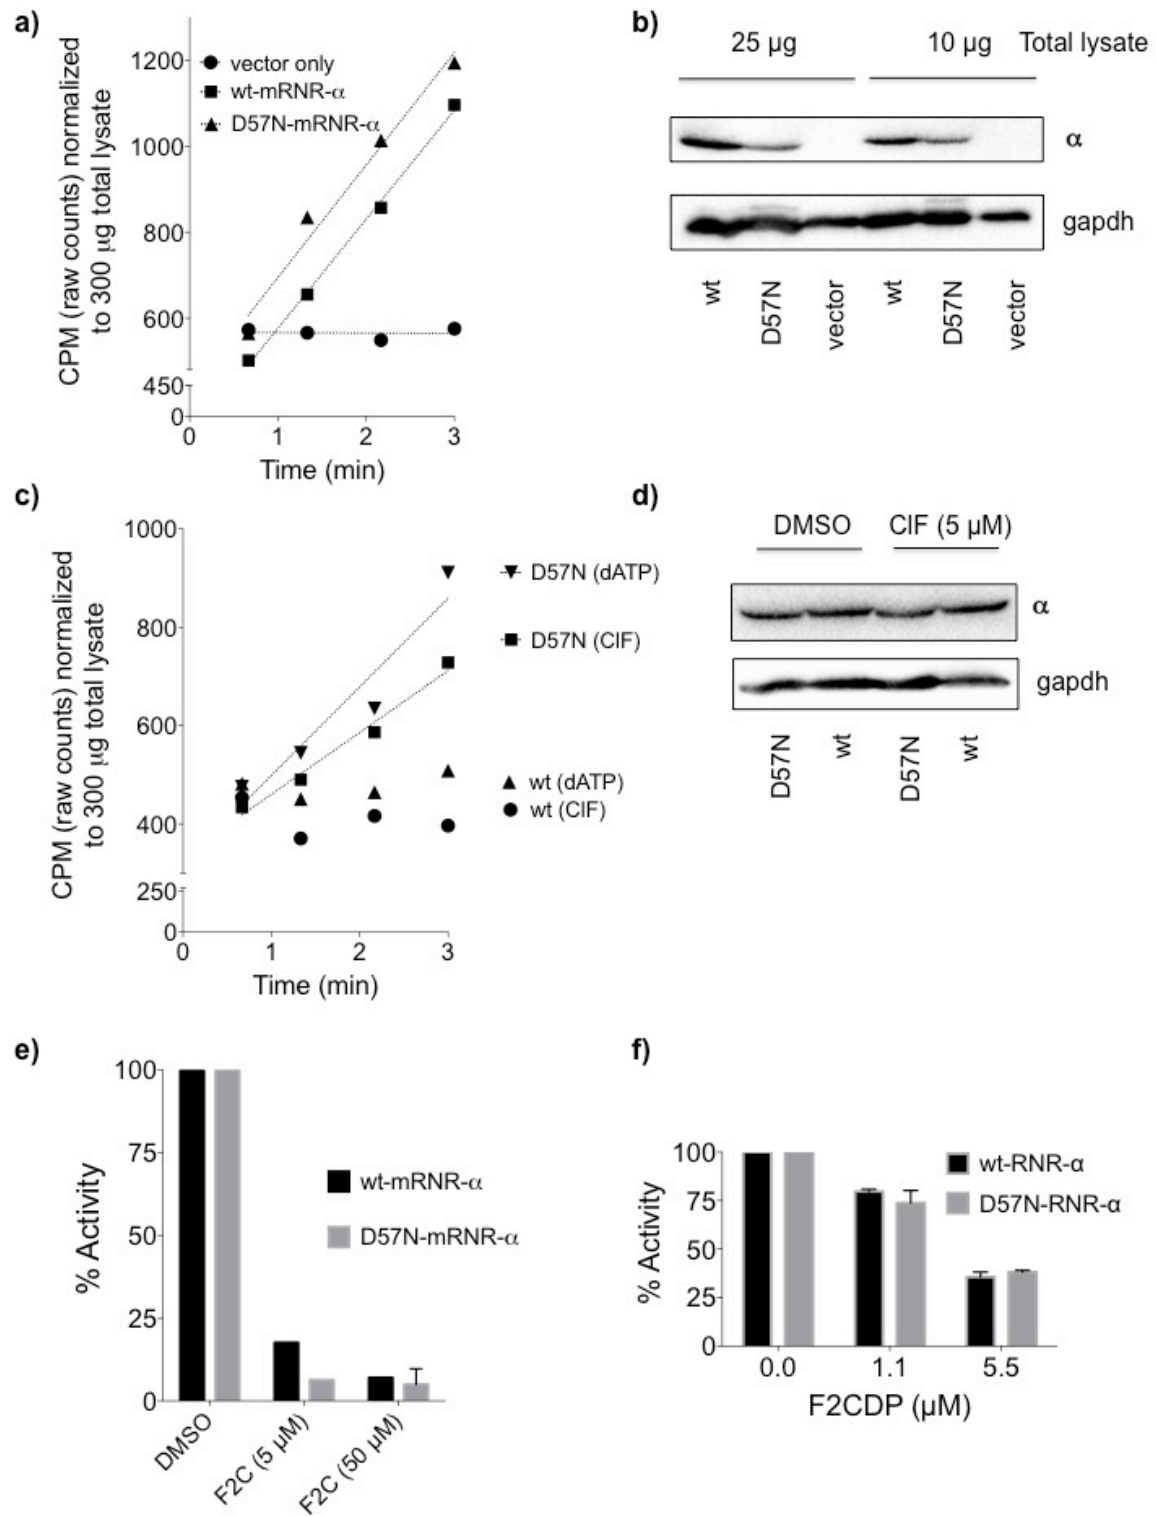 a)
CPM (raw counts) normalized
to 300 μg total lysate
1200
1000
800
600
450
0
0 1 2 3
Time (min)
vector only
wt-mRNR-α
D57N-mRNR-α
b)
25 μg 10 μg Total lysate
α
gapdh
wt D57N vector wt D57N vector
c)
CPM (raw counts) normalized
to 300 μg total lysate
1000
800
600
400
250
0
0 1 2 3
Time (min)
D57N (dATP)
D57N (ClF)
wt (dATP)
wt (ClF)
d)
DMSO ClF (5 μM)
α
gapdh
D57N wt D57N wt
e)
% Activity
100
75
50
25
0
DMSO F2C (5 μM) F2C (50 μM)
wt-mRNR-α
D57N-mRNR-α
f)
% Activity
100
75
50
25
0
0.0 1.1 5.5
F2CDP (μM)
wt-RNR-α
D57N-RNR-α